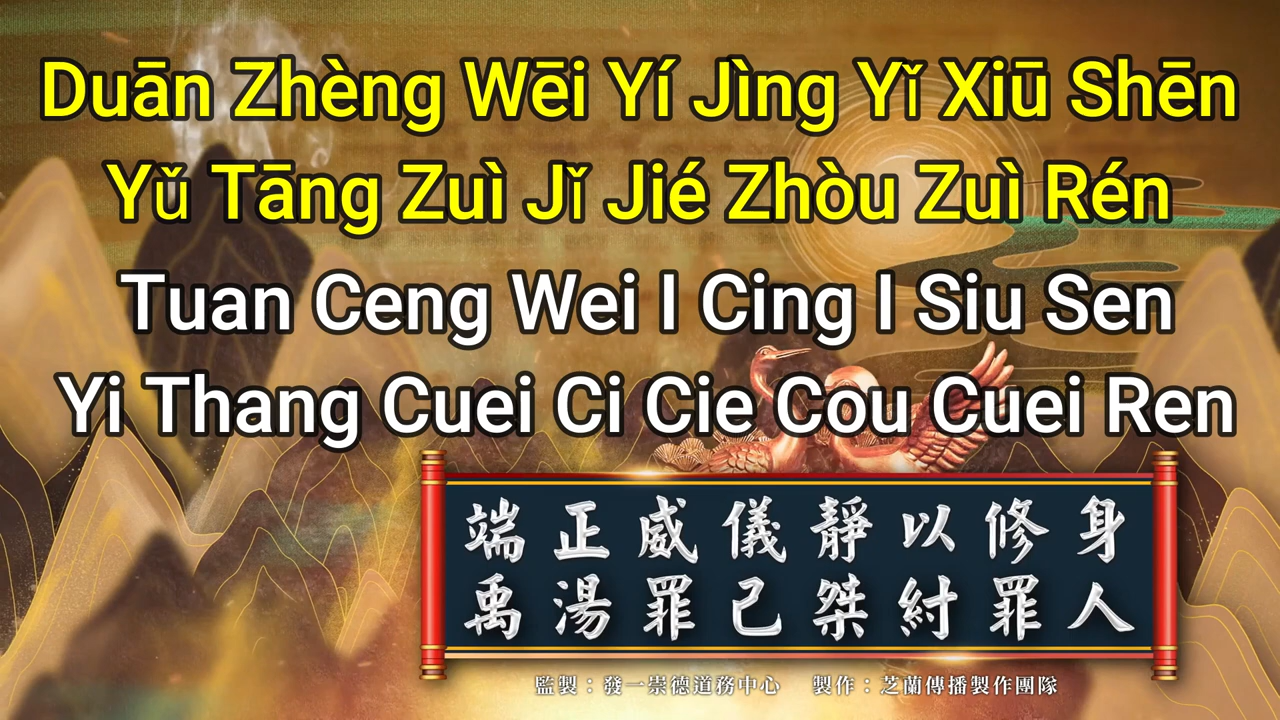 Duān Zhèng Wēi Yí Jìng Yǐ Xiū Shēn
Yǔ Tāng Zuì Jǐ Jié Zhòu Zuì Rén
Tuan Ceng Wei I Cing I Siu Sen
Yi Thang Cuei Ci Cie Cou Cuei Ren
端正威儀靜以修身
禹湯罪己桀紂罪人
監製：發一崇德道務中心　製作：芝蘭傳播製作團隊